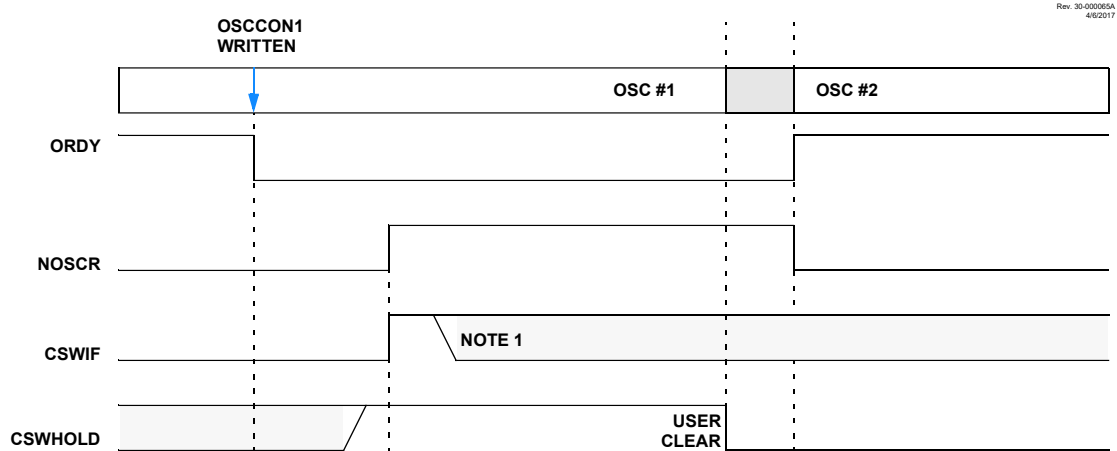 Rev. 30-000065A
4/6/2017
OSCCON1
WRITTEN
OSC #1
OSC #2
ORDY
NOSCR
CSWIF
NOTE 1
CSWHOLD
USER
CLEAR